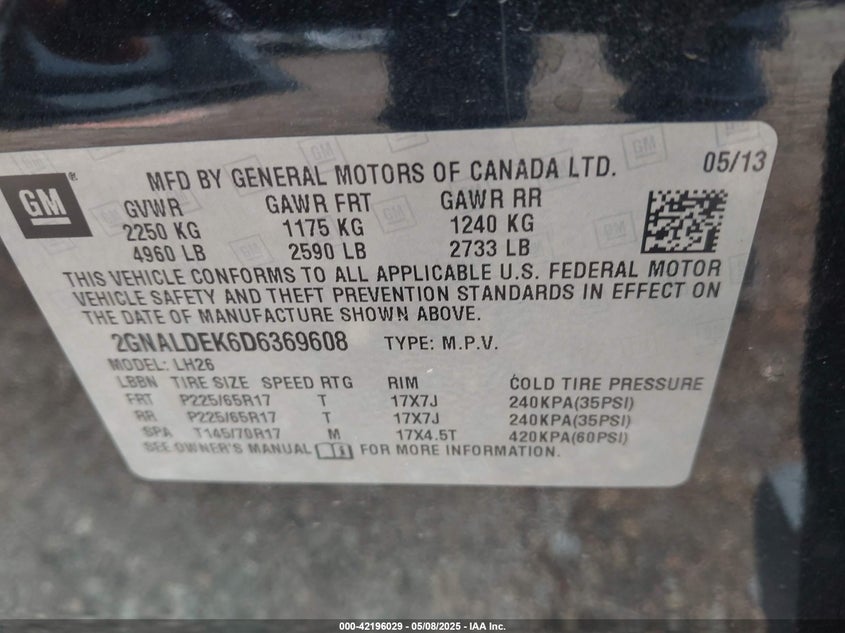 MFD BY GENERAL MOTORS OF CANADA LTD. 05/13
GM®
GVWR GAWR FRT GAWR RR
2250 KG 1175 KG 1240 KG
4960 LB 2590 LB 2733 LB
THIS VEHICLE CONFORMS TO ALL APPLICABLE U.S. FEDERAL MOTOR
VEHICLE SAFETY AND THEFT PREVENTION STANDARDS IN EFFECT ON
THE DATE OF MANUFACTURE SHOWN ABOVE.
2GNALDEK6D6369608 TYPE: M.P.V.
MODEL: LH26
LBBN TIRE SIZE SPEED RTG RIM COLD TIRE PRESSURE
FRT P225/65R17 T 17X7J 240KPA(35PSI)
RR P225/65R17 T 17X7J 240KPA(35PSI)
SPA T145/70R17 M 17X4.5T 420KPA(60PSI)
SEE OWNER'S MANUAL FOR MORE INFORMATION.
000-42196029 - 05/08/2025 - IAA Inc.